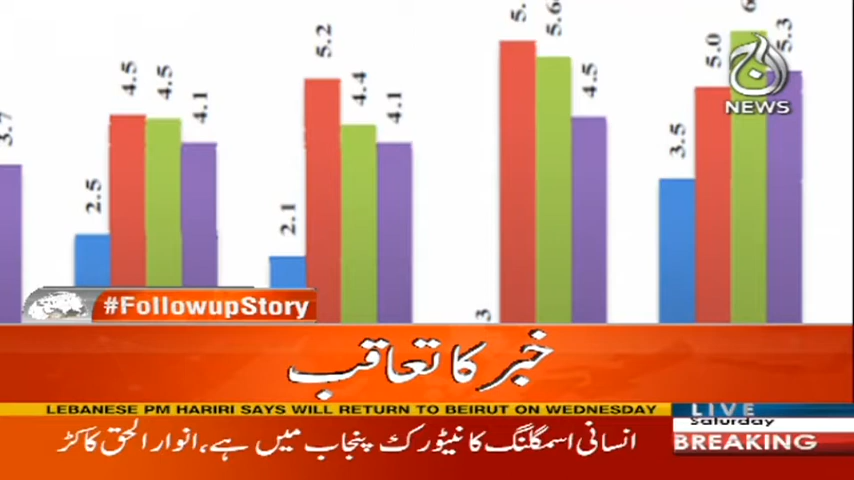 3.7
2.5 4.5 4.5 4.1
2.1 5.2 4.4 4.1
3 5. 5.6 4.5
3.5 5.0 6 5.3
آج
NEWS
#FollowupStory
خبر کا تعاقب
LEBANESE PM HARIRI SAYS WILL RETURN TO BEIRUT ON WEDNESDAY
LIVE
Saturday
انسانی اسمگلنگ کا نیٹورک پنجاب میں ہے، انوار الحق کاکڑ
BREAKING